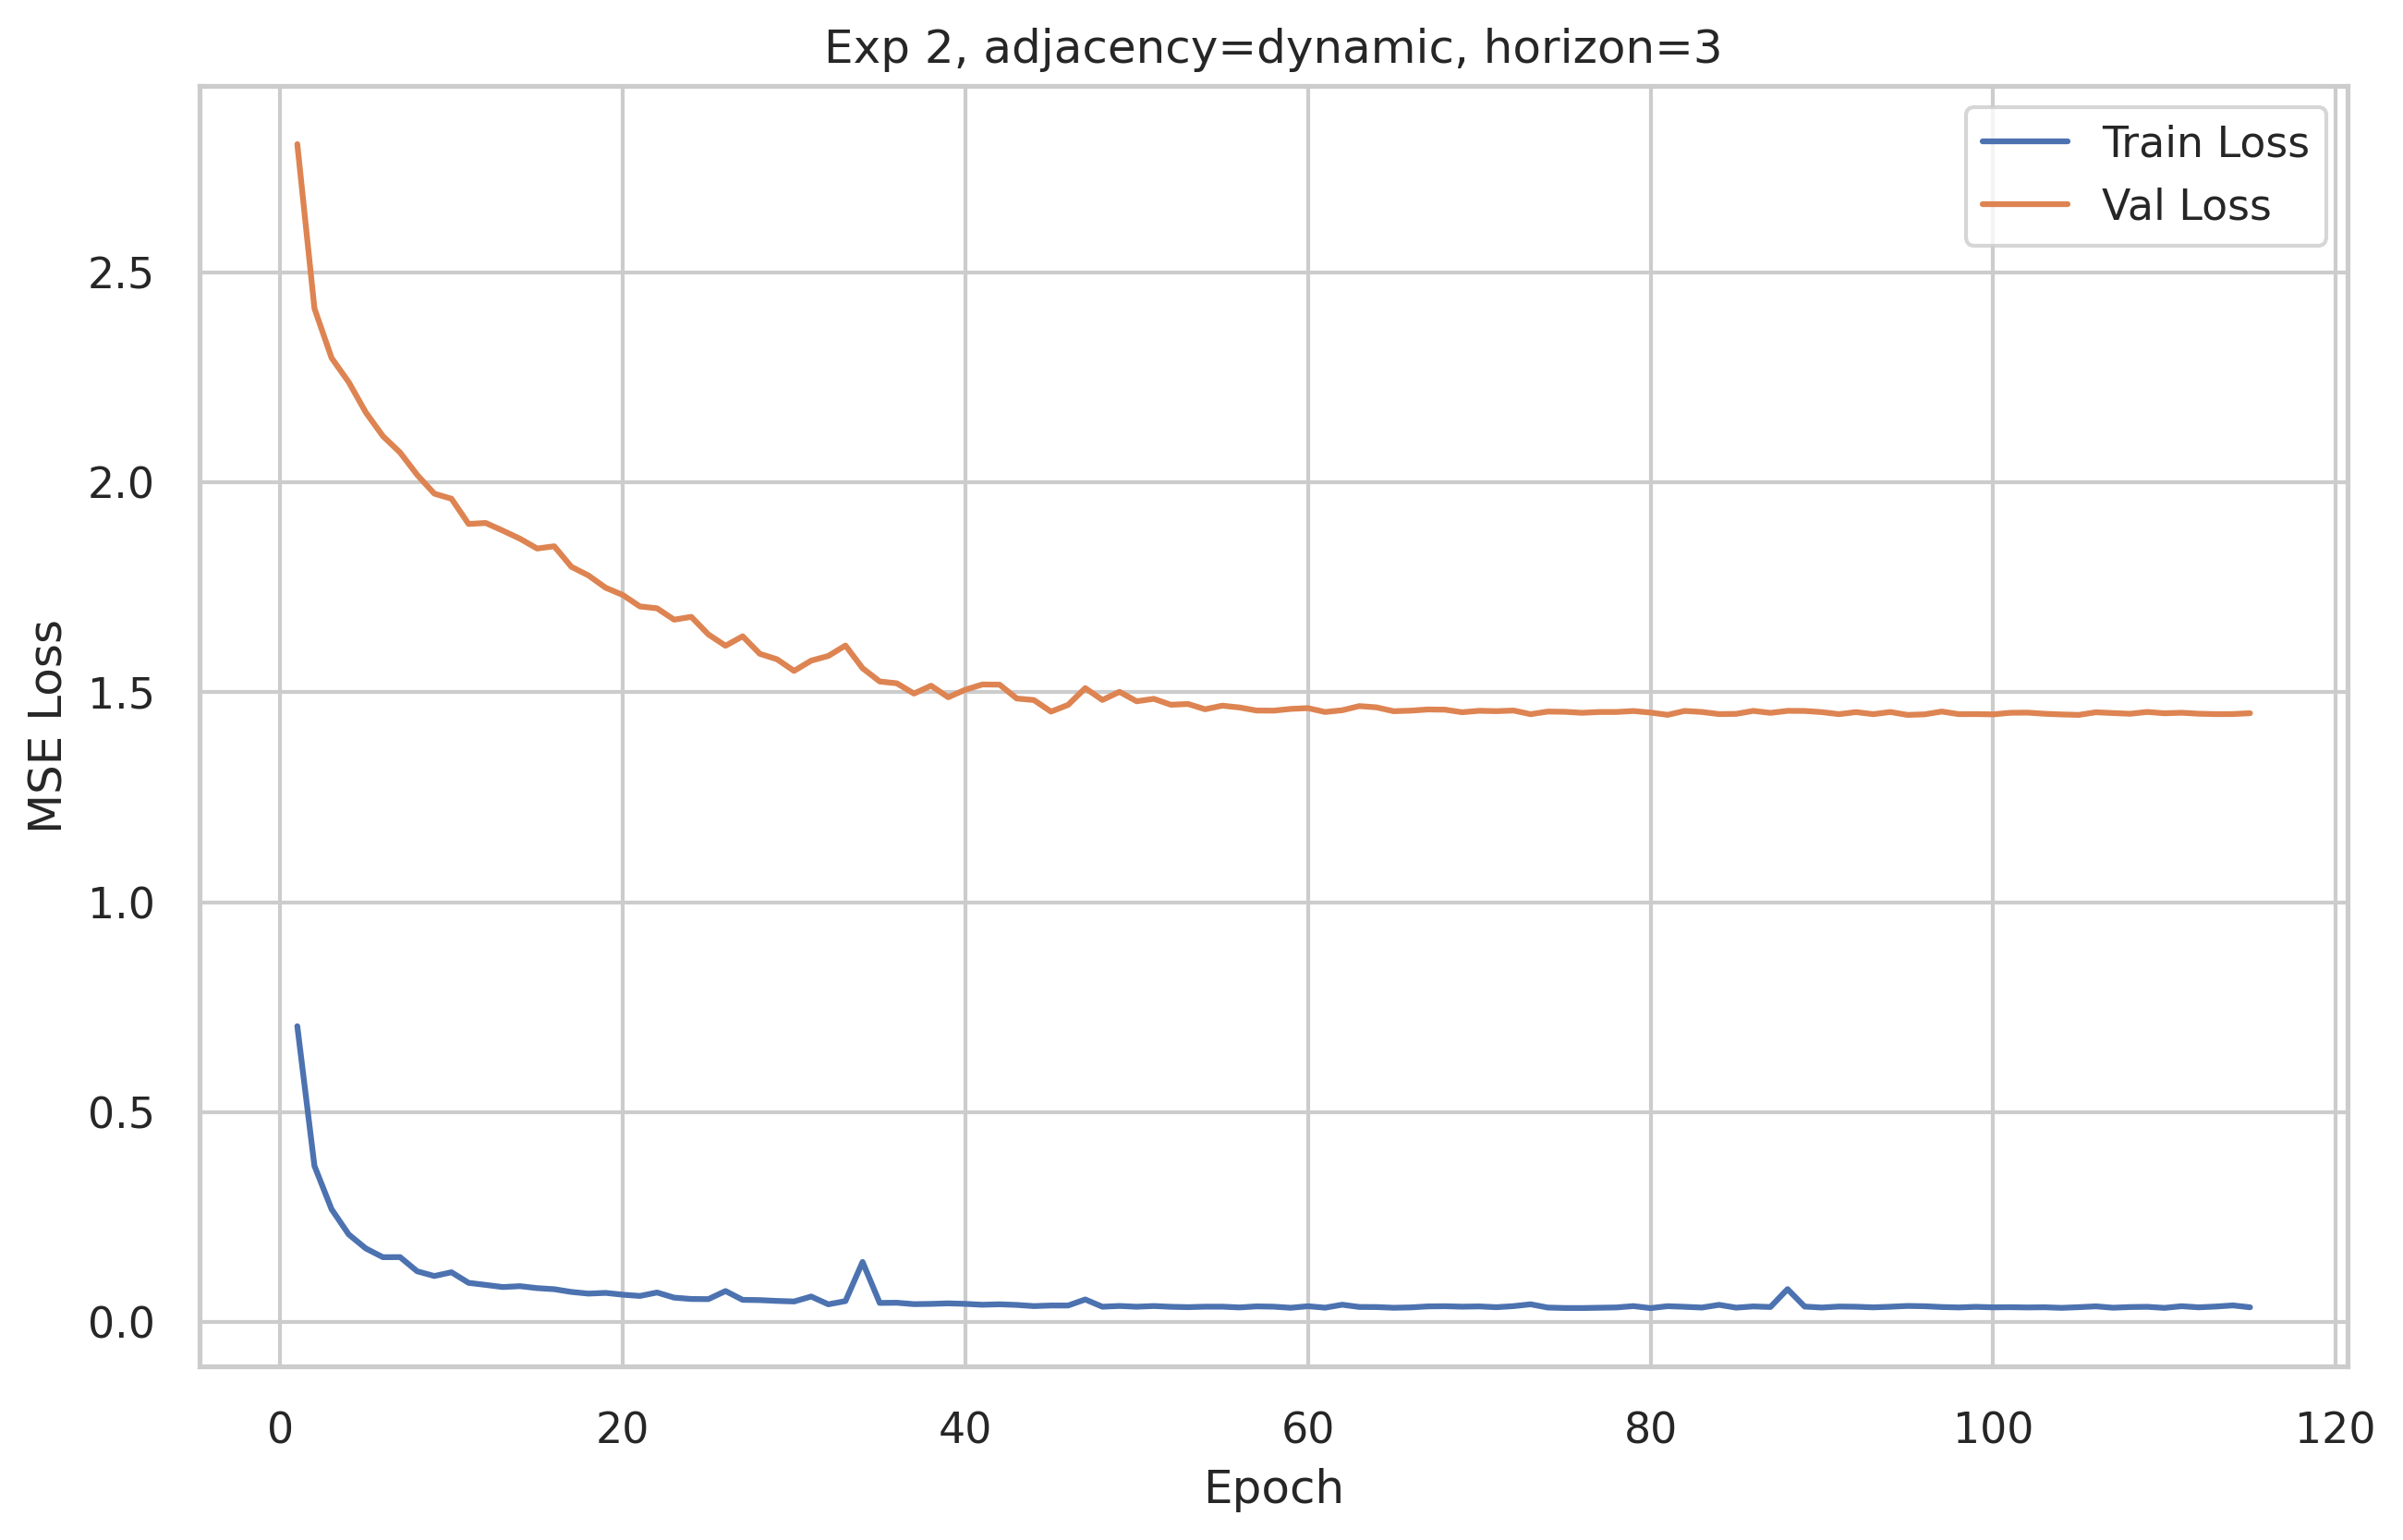 Exp 2, adjacency=dynamic, horizon=3
Train Loss
Val Loss
MSE Loss
2.5
2.0
1.5
1.0
0.5
0.0
0 20 40 60 80 100 120
Epoch